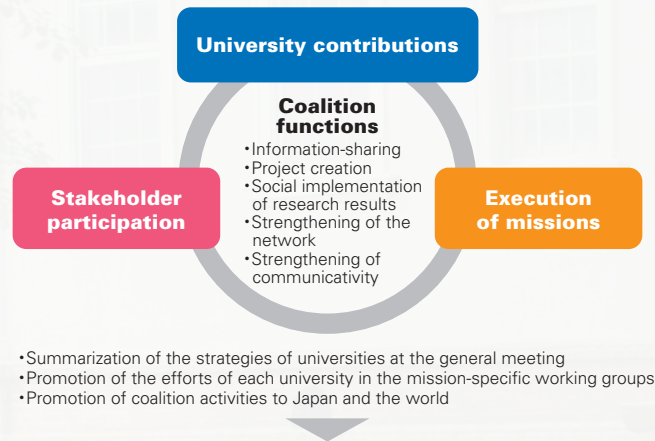 University contributions
Coalition
functions
・Information-sharing
・Project creation
・Social implementation
of research results
・Strengthening of the
network
・Strengthening of
communicativity
Stakeholder
participation
Execution
of missions
・Summarization of the strategies of universities at the general meeting
・Promotion of the efforts of each university in the mission-specific working groups
・Promotion of coalition activities to Japan and the world